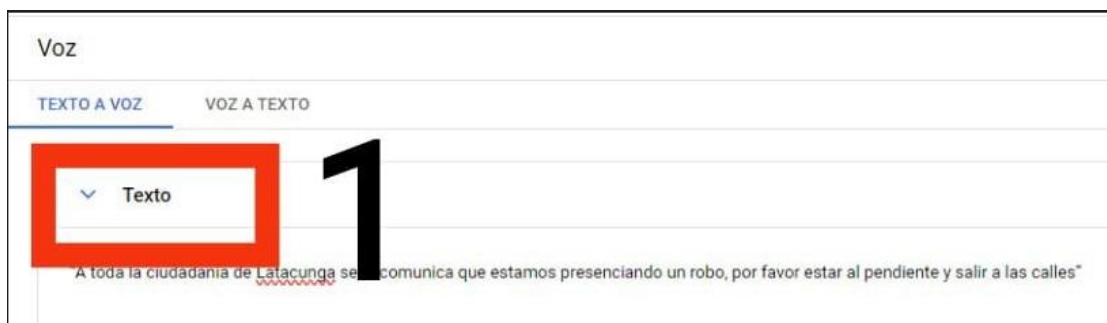 Voz
TEXTO A VOZ VOZ A TEXTO
Texto
1
"A toda la ciudadanía de Latacunga se comunica que estamos presenciando un robo, por favor estar al pendiente y salir a las calles"